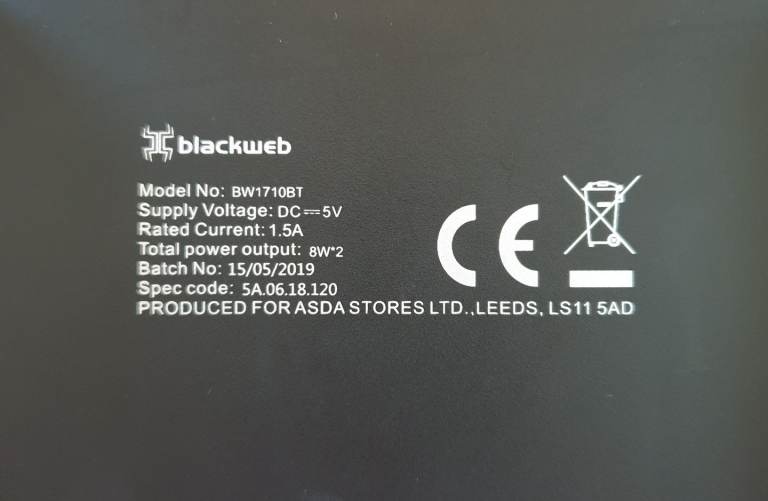 blackweb
Model No: BW1710BT
Supply Voltage: DC⎓5V
Rated Current: 1.5A
Total power output: 8W*2
Batch No: 15/05/2019
Spec code: 5A.06.18.120
PRODUCED FOR ASDA STORES LTD.,LEEDS, LS11 5AD
CE